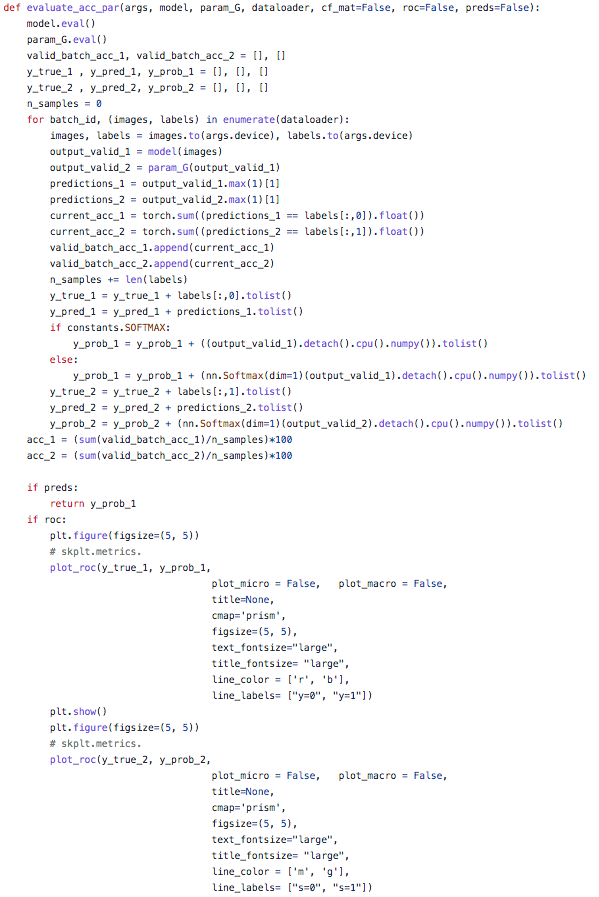 def evaluate_acc_par(args, model, param_G, dataloader, cf_mat=False, roc=False, preds=False):
    model.eval()
    param_G.eval()
    valid_batch_acc_1, valid_batch_acc_2 = [], []
    y_true_1 , y_pred_1, y_prob_1 = [], [], []
    y_true_2 , y_pred_2, y_prob_2 = [], [], []
    n_samples = 0
    for batch_id, (images, labels) in enumerate(dataloader):
        images, labels = images.to(args.device), labels.to(args.device)
        output_valid_1 = model(images)
        output_valid_2 = param_G(output_valid_1)
        predictions_1 = output_valid_1.max(1)[1]
        predictions_2 = output_valid_2.max(1)[1]
        current_acc_1 = torch.sum((predictions_1 == labels[:,0]).float())
        current_acc_2 = torch.sum((predictions_2 == labels[:,1]).float())
        valid_batch_acc_1.append(current_acc_1)
        valid_batch_acc_2.append(current_acc_2)
        n_samples += len(labels)
        y_true_1 = y_true_1 + labels[:,0].tolist()
        y_pred_1 = y_pred_1 + predictions_1.tolist()
        if constants.SOFTMAX:
            y_prob_1 = y_prob_1 + ((output_valid_1).detach().cpu().numpy()).tolist()
        else:
            y_prob_1 = y_prob_1 + (nn.Softmax(dim=1)(output_valid_1).detach().cpu().numpy()).tolist()
        y_true_2 = y_true_2 + labels[:,1].tolist()
        y_pred_2 = y_pred_2 + predictions_2.tolist()
        y_prob_2 = y_prob_2 + (nn.Softmax(dim=1)(output_valid_2).detach().cpu().numpy()).tolist()
    acc_1 = (sum(valid_batch_acc_1)/n_samples)*100
    acc_2 = (sum(valid_batch_acc_2)/n_samples)*100

    if preds:
        return y_prob_1
    if roc:
        plt.figure(figsize=(5, 5))
        # skplt.metrics.
        plot_roc(y_true_1, y_prob_1,
                                    plot_micro = False,   plot_macro = False,
                                    title=None,
                                    cmap='prism',
                                    figsize=(5, 5),
                                    text_fontsize="large",
                                    title_fontsize= "large",
                                    line_color = ['r', 'b'],
                                    line_labels= ["y=0", "y=1"])
        plt.show()
        plt.figure(figsize=(5, 5))
        # skplt.metrics.
        plot_roc(y_true_2, y_prob_2,
                                    plot_micro = False,   plot_macro = False,
                                    title=None,
                                    cmap='prism',
                                    figsize=(5, 5),
                                    text_fontsize="large",
                                    title_fontsize= "large",
                                    line_color = ['m', 'g'],
                                    line_labels= ["s=0", "s=1"])